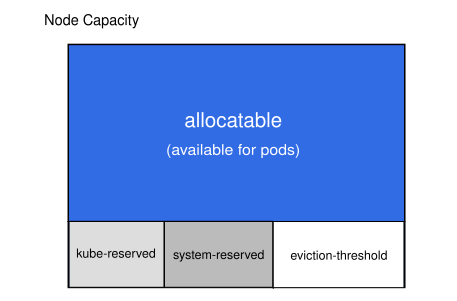 Node Capacity
allocatable
(available for pods)
kube-reserved
system-reserved
eviction-threshold